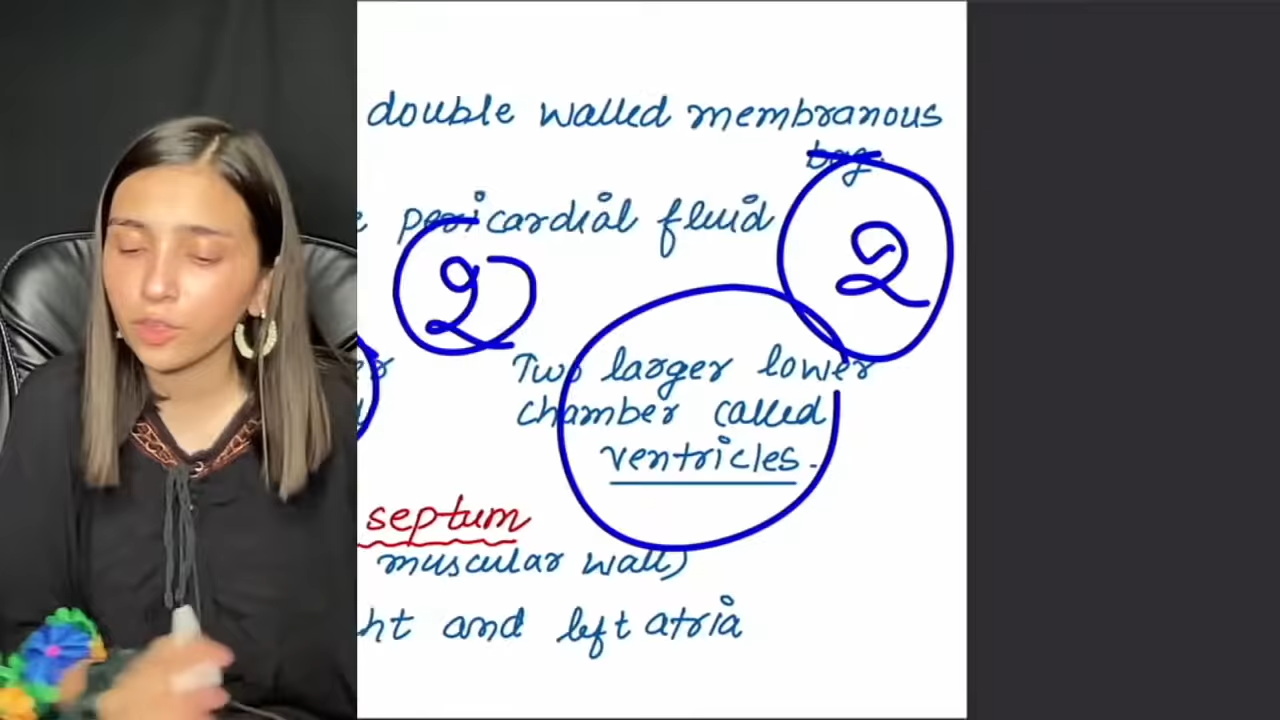 double walled membranous
bag.
pericardial fluid
2
2
Two larger lower
chamber called
ventricles.
septum
muscular wall)
and left atria